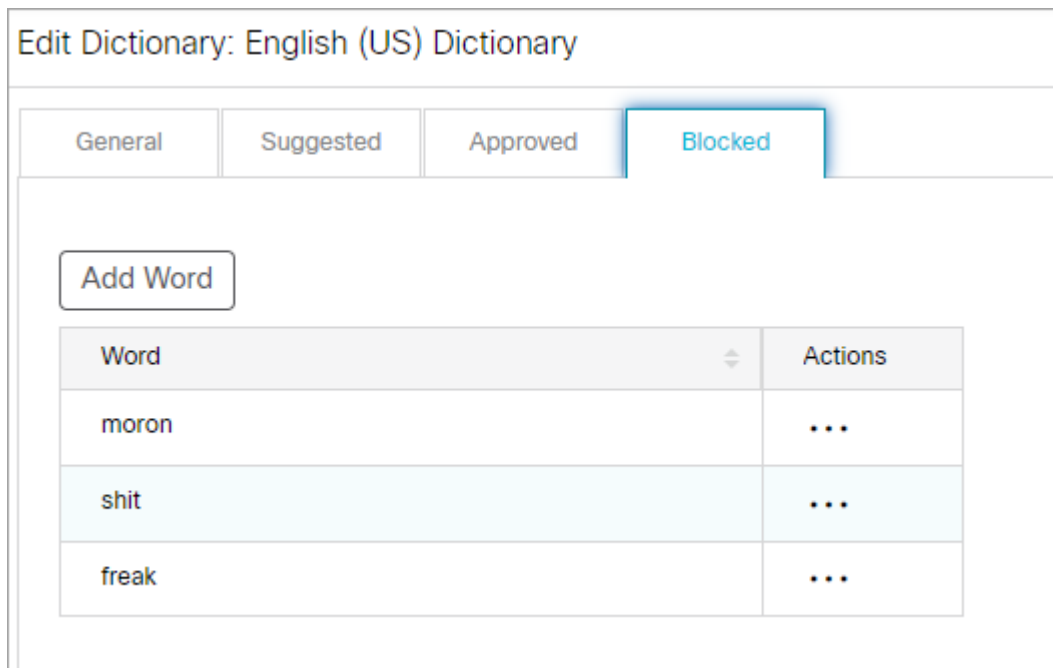 Edit Dictionary: English (US) Dictionary
General Suggested Approved Blocked
Add Word
Word Actions
moron ...
shit ...
freak ...